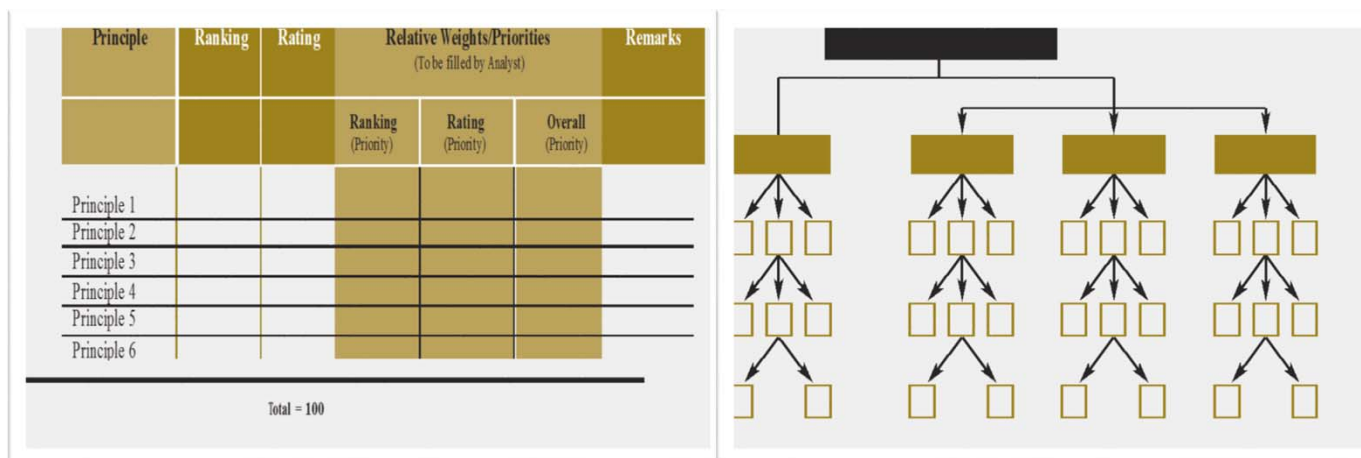 Principle Ranking Rating Relative Weights/Priorities Remarks
(To be filled by Analyst)
Ranking Rating Overall
(Priority) (Priority) (Priority)
Principle 1
Principle 2
Principle 3
Principle 4
Principle 5
Principle 6
Total = 100